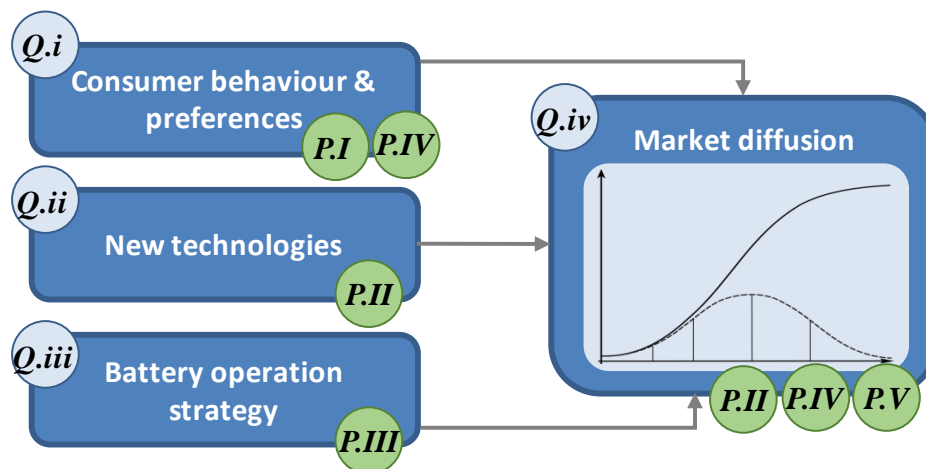 Q.i
Consumer behaviour &
preferences
P.I
P.IV
Q.ii
New technologies
P.II
Q.iii
Battery operation
strategy
P.III
Q.iv
Market diffusion
P.II
P.IV
P.V